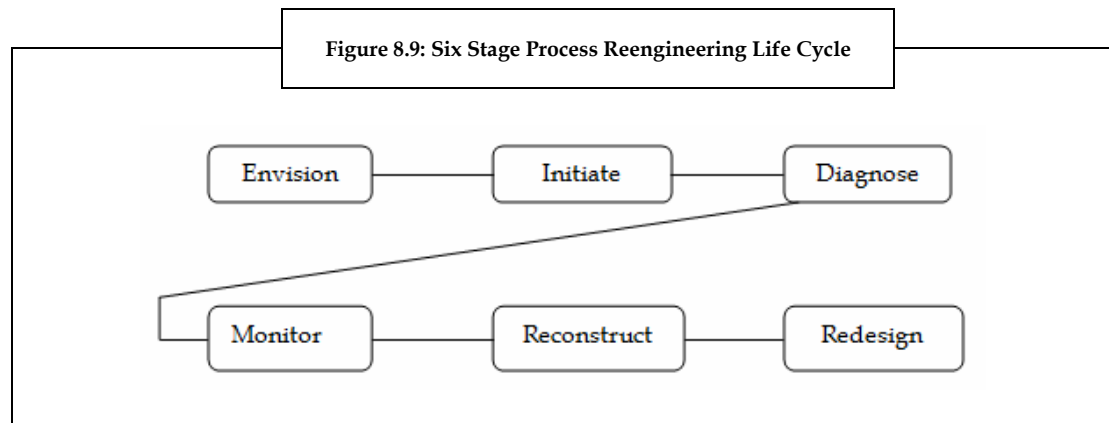 Figure 8.9: Six Stage Process Reengineering Life Cycle
Envision
Initiate
Diagnose
Monitor
Reconstruct
Redesign